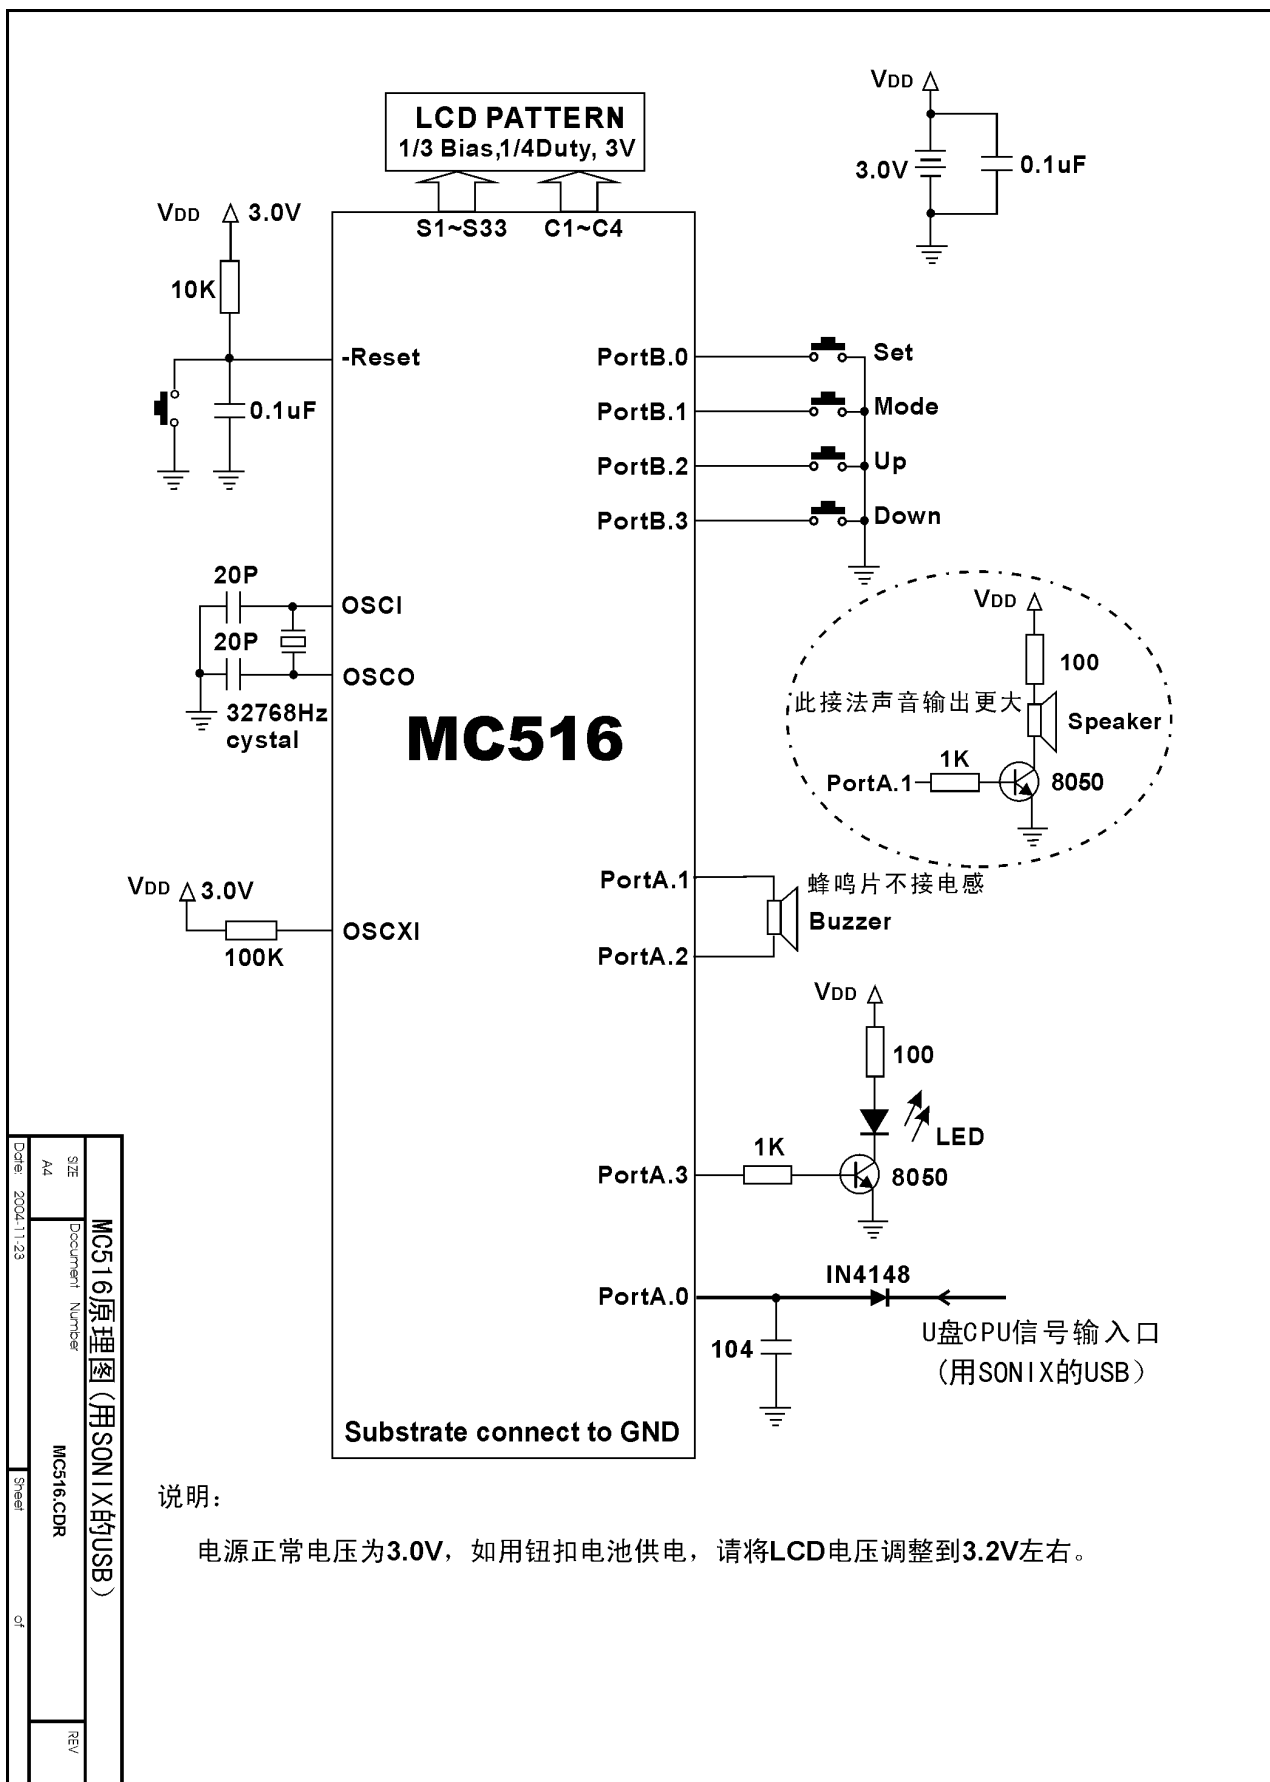 LCD PATTERN
1/3 Bias,1/4Duty, 3V
S1~S33
C1~C4
VDD
3.0V
0.1uF
VDD
3.0V
10K
-Reset
0.1uF
PortB.0
Set
PortB.1
Mode
PortB.2
Up
PortB.3
Down
20P
OSCI
20P
OSCO
32768Hz
cystal
MC516
VDD
100
此接法声音输出更大
Speaker
1K
PortA.1
8050
VDD
3.0V
OSCXI
100K
PortA.1
蜂鸣片不接电感
Buzzer
PortA.2
VDD
100
LED
1K
PortA.3
8050
IN4148
PortA.0
104
U盘CPU信号输入口
(用SONIX的USB)
Substrate connect to GND
说明:
电源正常电压为3.0V，如用钮扣电池供电，请将LCD电压调整到3.2V左右。
MC516原理图(用SONIX的USB)
SIZE
A4
Document Number
MC516.CDR
REV
Date: 2004-11-23
Sheet of